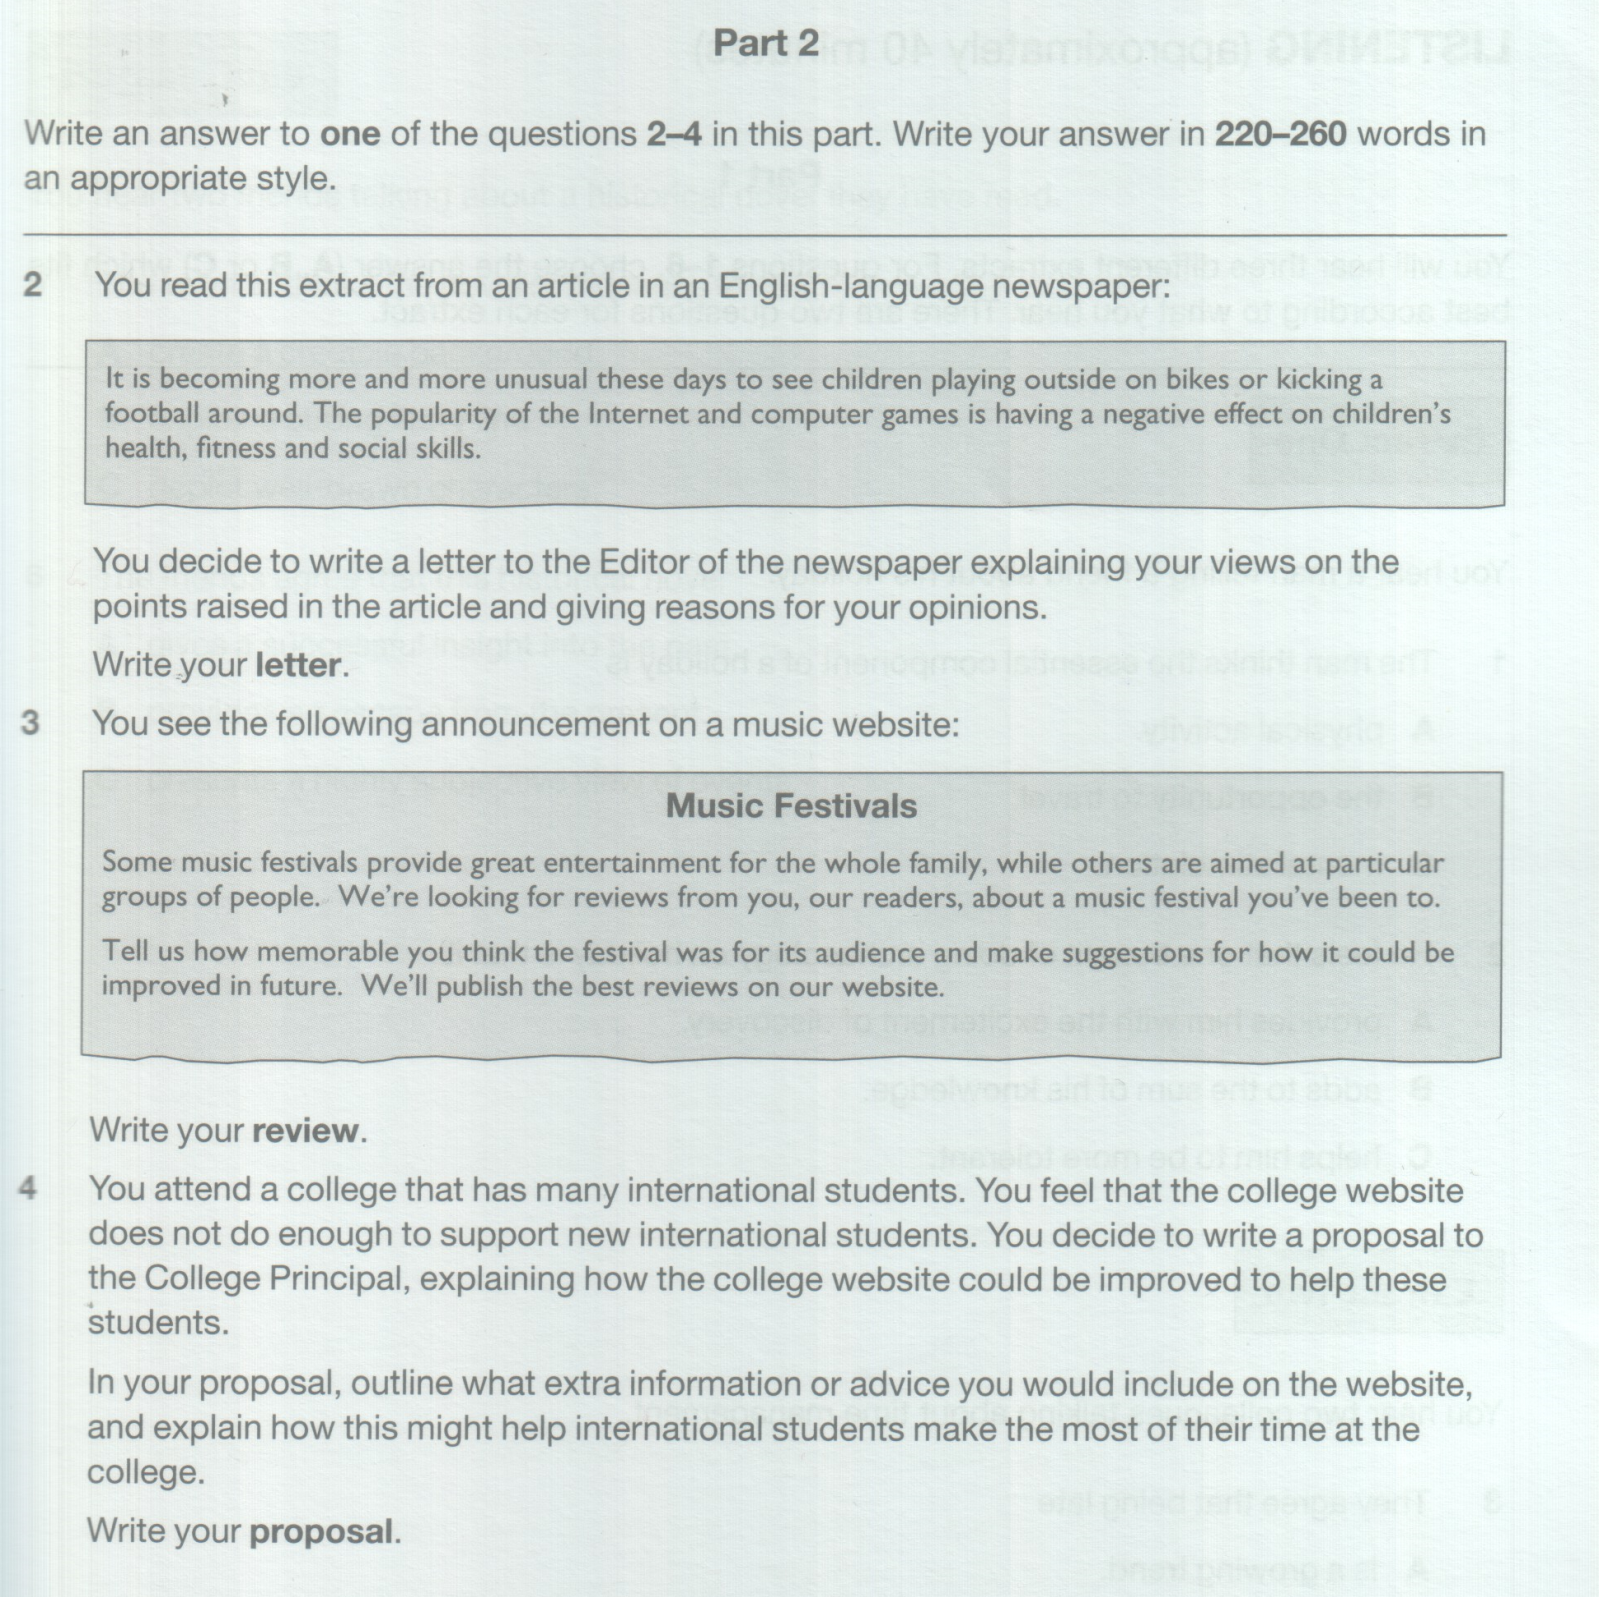 Part 2
Write an answer to one of the questions 2–4 in this part. Write your answer in 220–260 words in
an appropriate style.
2 You read this extract from an article in an English-language newspaper:
It is becoming more and more unusual these days to see children playing outside on bikes or kicking a
football around. The popularity of the Internet and computer games is having a negative effect on children's
health, fitness and social skills.
You decide to write a letter to the Editor of the newspaper explaining your views on the
points raised in the article and giving reasons for your opinions.
Write your letter.
3 You see the following announcement on a music website:
Music Festivals
Some music festivals provide great entertainment for the whole family, while others are aimed at particular
groups of people. We're looking for reviews from you, our readers, about a music festival you've been to.
Tell us how memorable you think the festival was for its audience and make suggestions for how it could be
improved in future. We'll publish the best reviews on our website.
Write your review.
4 You attend a college that has many international students. You feel that the college website
does not do enough to support new international students. You decide to write a proposal to
the College Principal, explaining how the college website could be improved to help these
students.
In your proposal, outline what extra information or advice you would include on the website,
and explain how this might help international students make the most of their time at the
college.
Write your proposal.